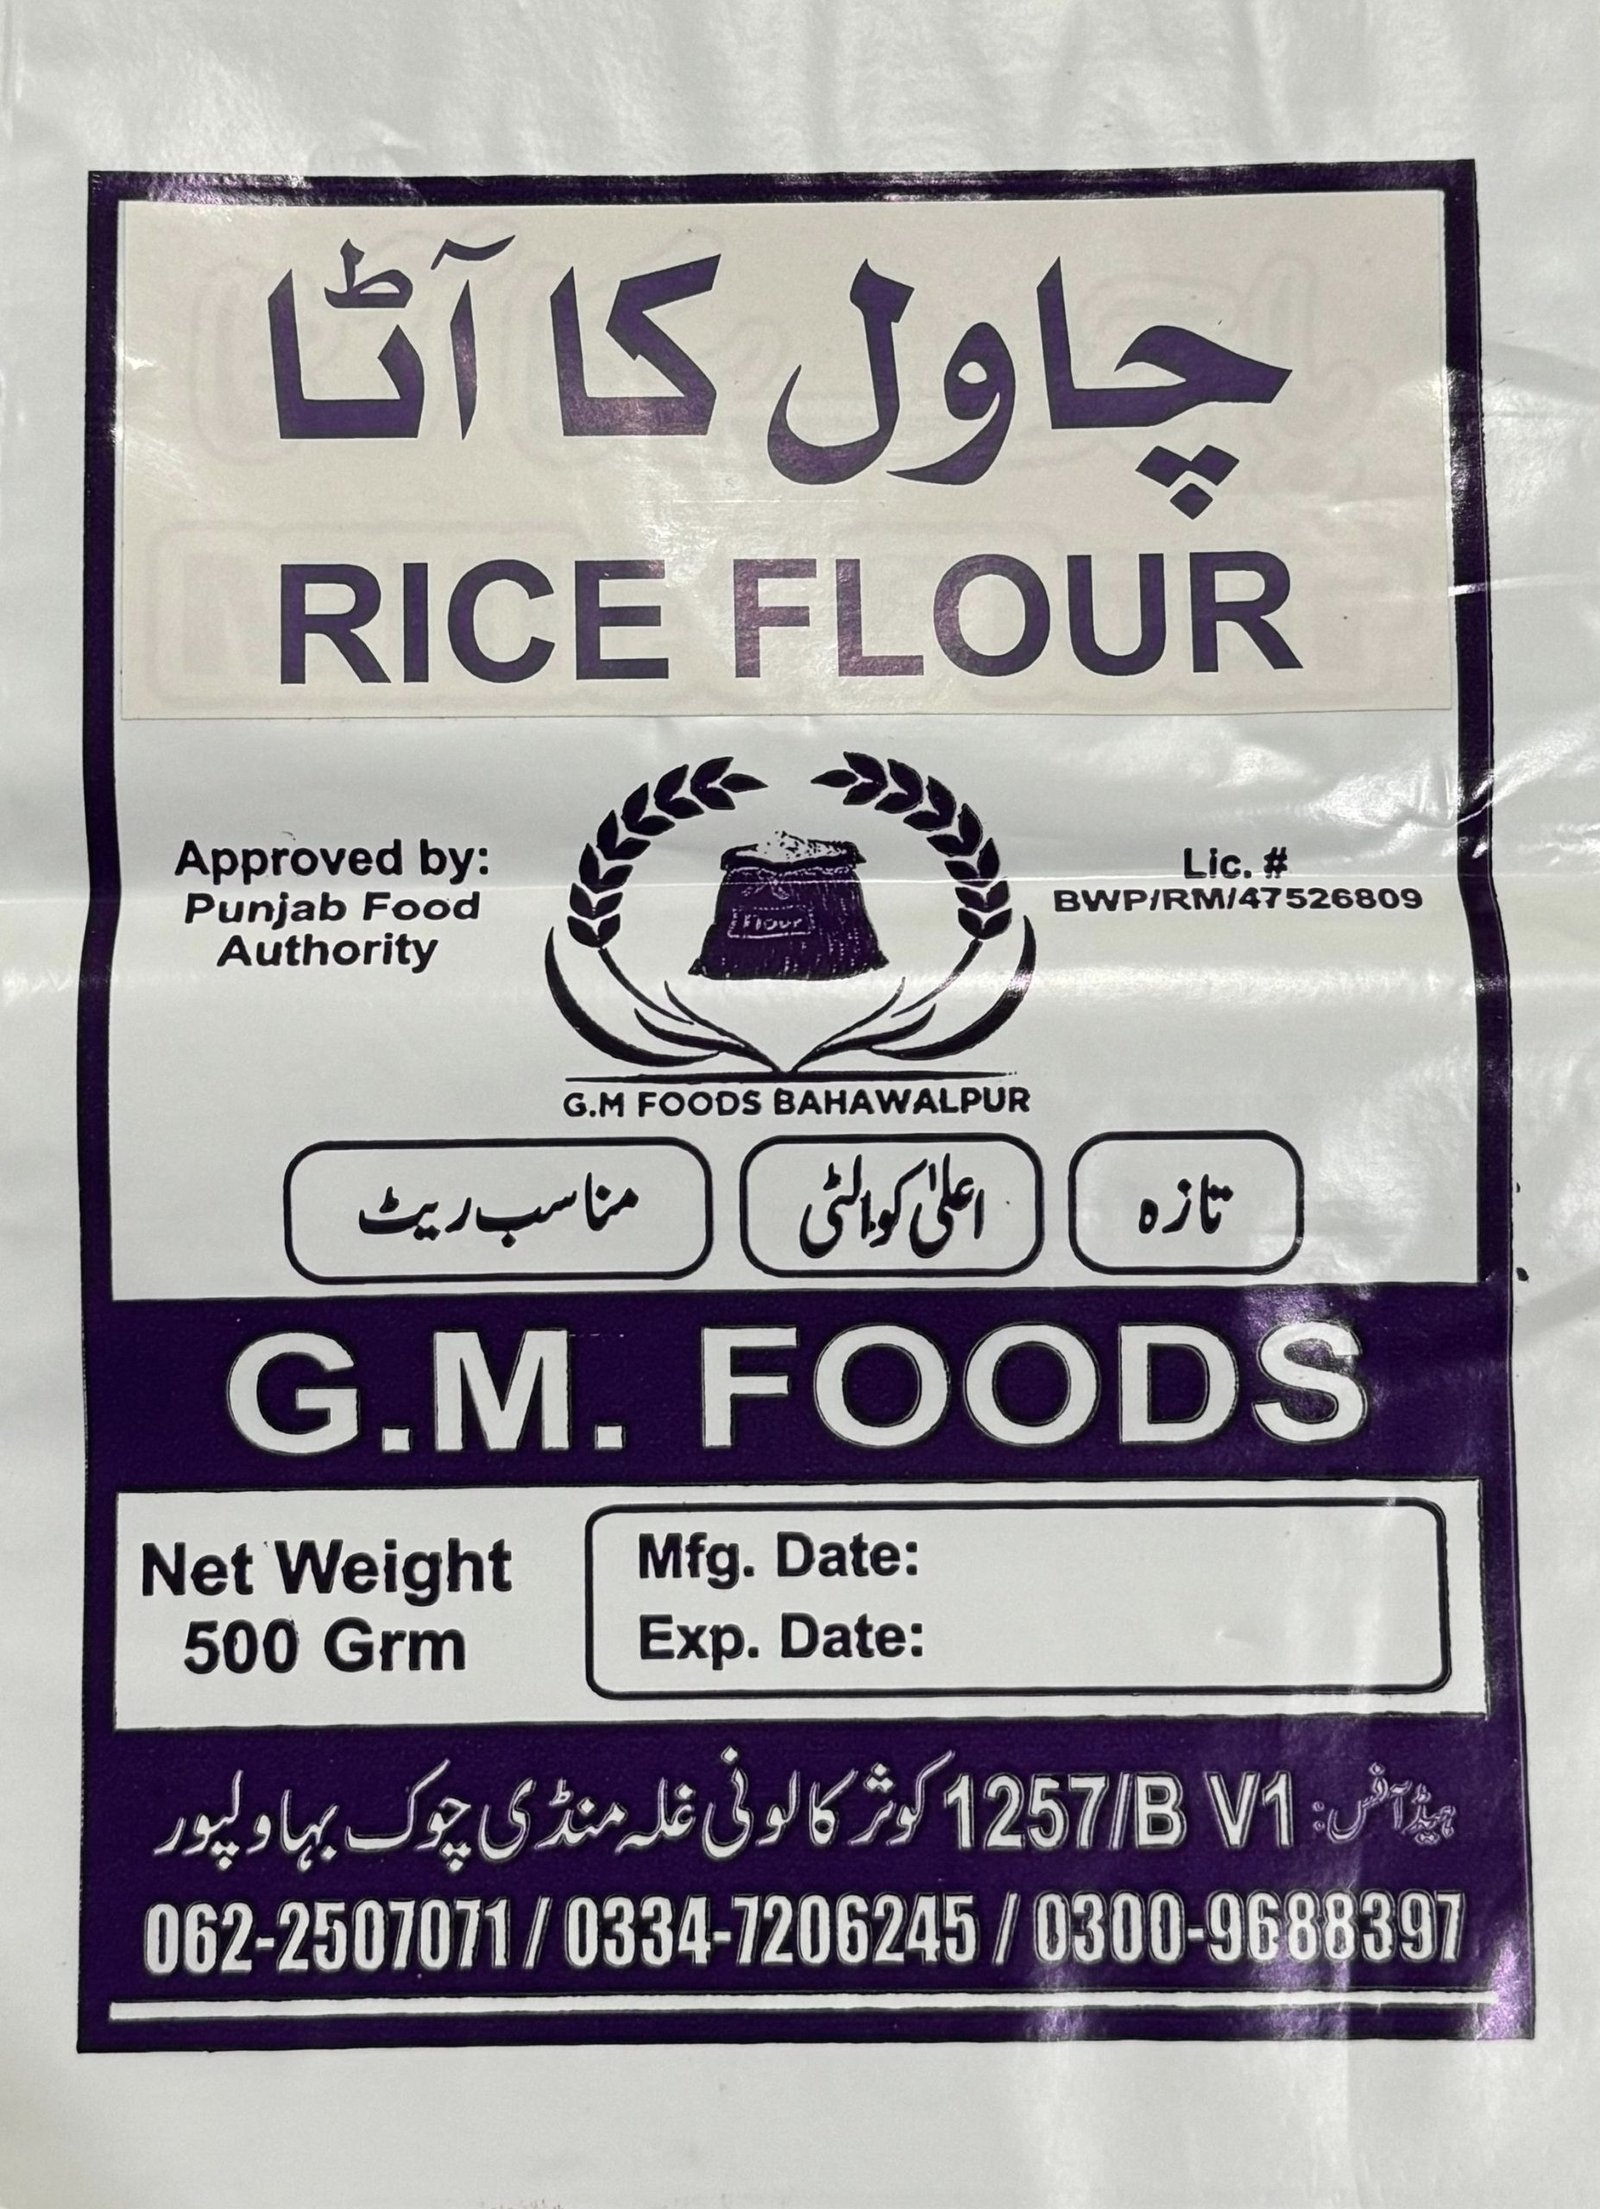 چاول کا آٹا
RICE FLOUR
Approved by:
Punjab Food
Authority
Flour
Lic. #
BWP/RM/47526809
G.M FOODS BAHAWALPUR
تازہ
اعلیٰ کوالٹی
مناسب ریٹ
G.M. FOODS
Net Weight
500 Grm
Mfg. Date:
Exp. Date:
ہیڈ آفس: 1257/B V1 کوثر کالونی غلہ منڈی چوک بہاولپور
062-2507071 / 0334-7206245 / 0300-9688397